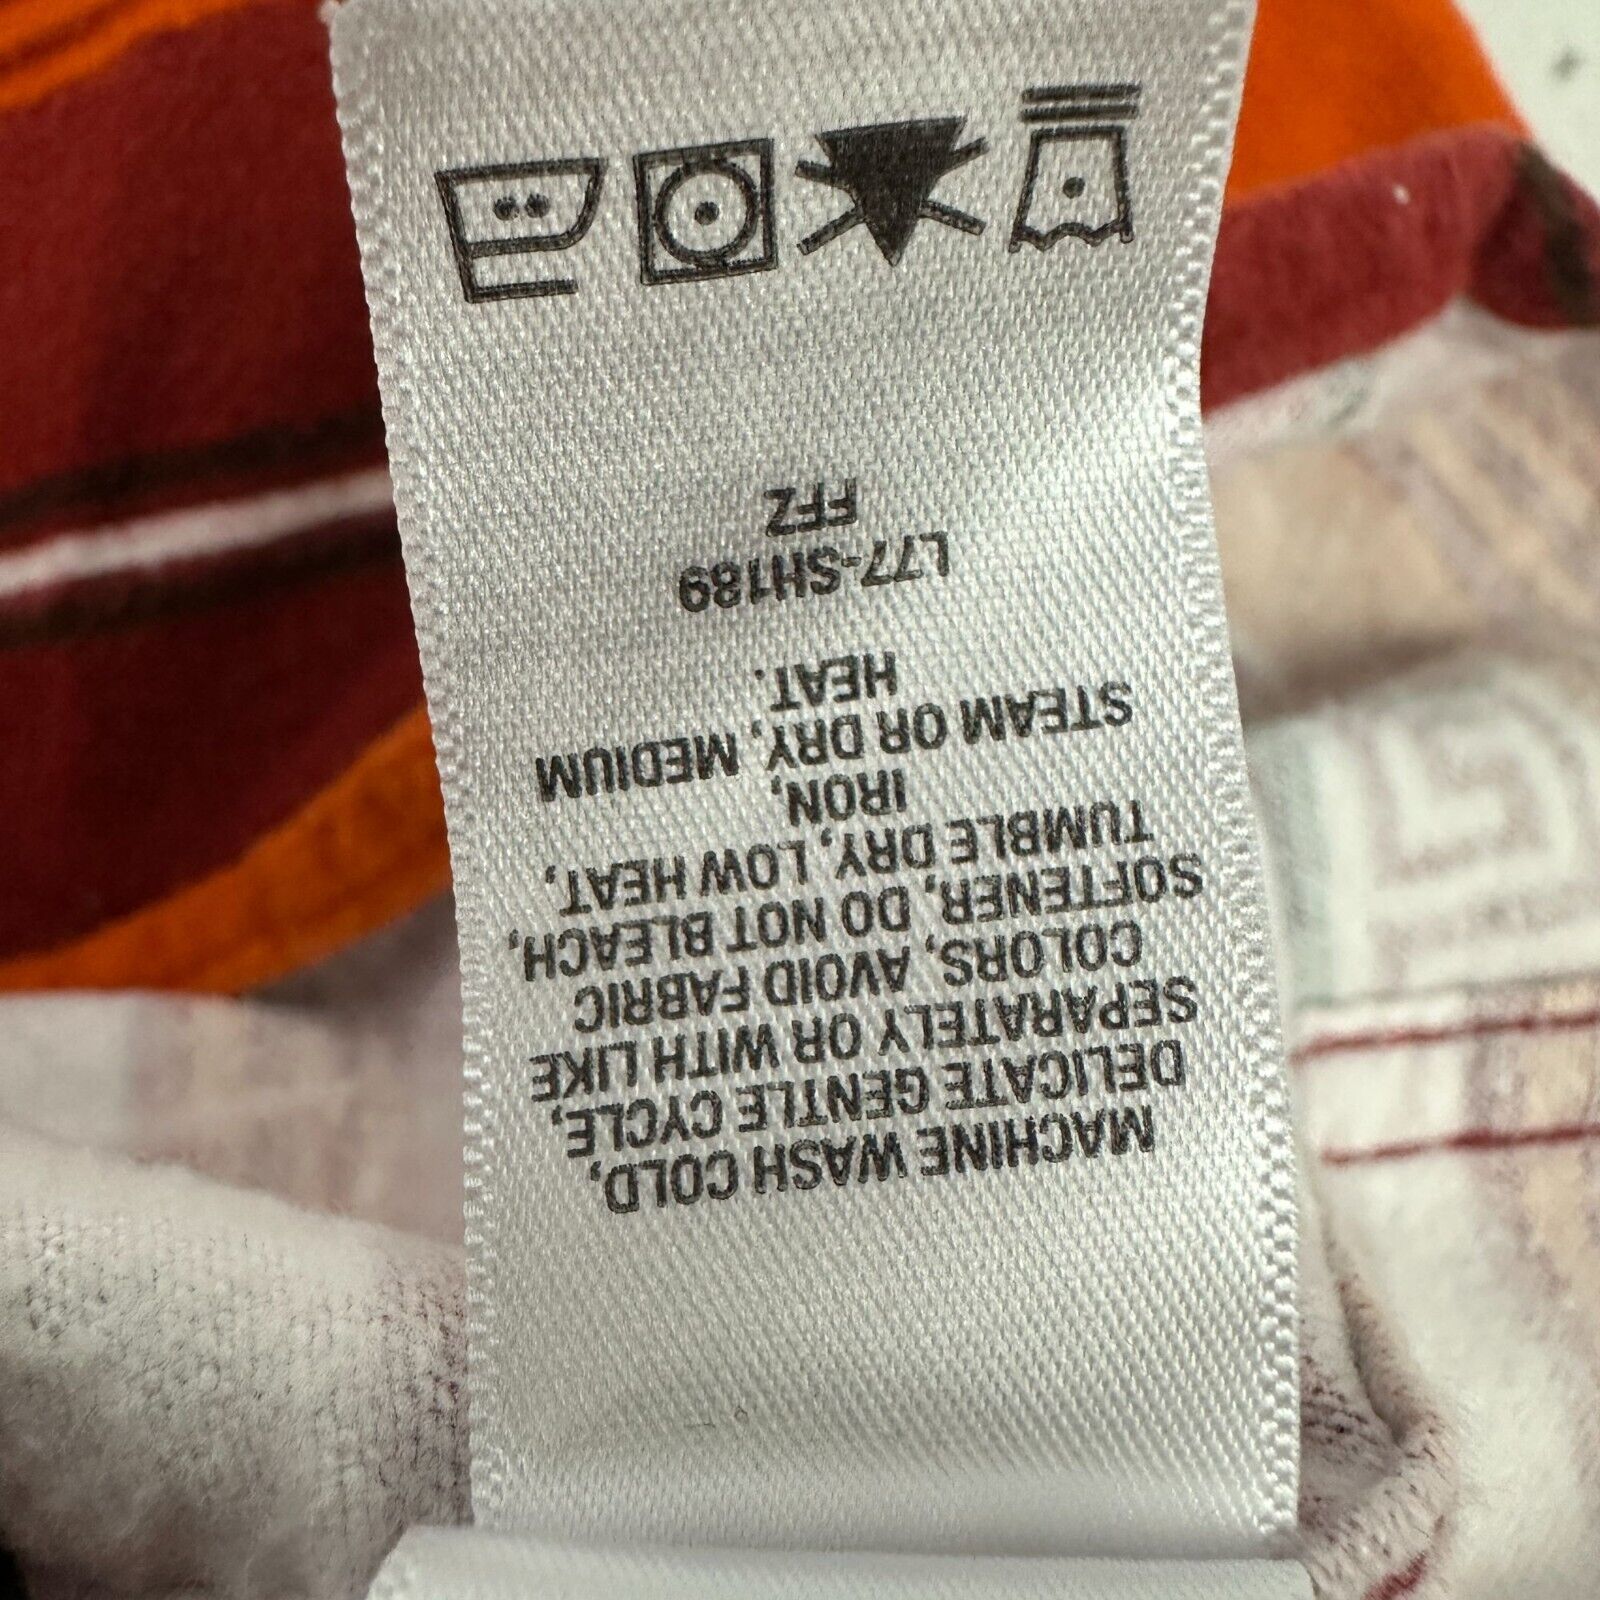 MACHINE WASH COLD,
DELICATE GENTLE CYCLE,
SEPARATELY OR WITH LIKE
COLORS, AVOID FABRIC
SOFTENER, DO NOT BLEACH,
TUMBLE DRY, LOW HEAT,
IRON,
STEAM OR DRY, MEDIUM
HEAT.
L77-SH189
FFZ